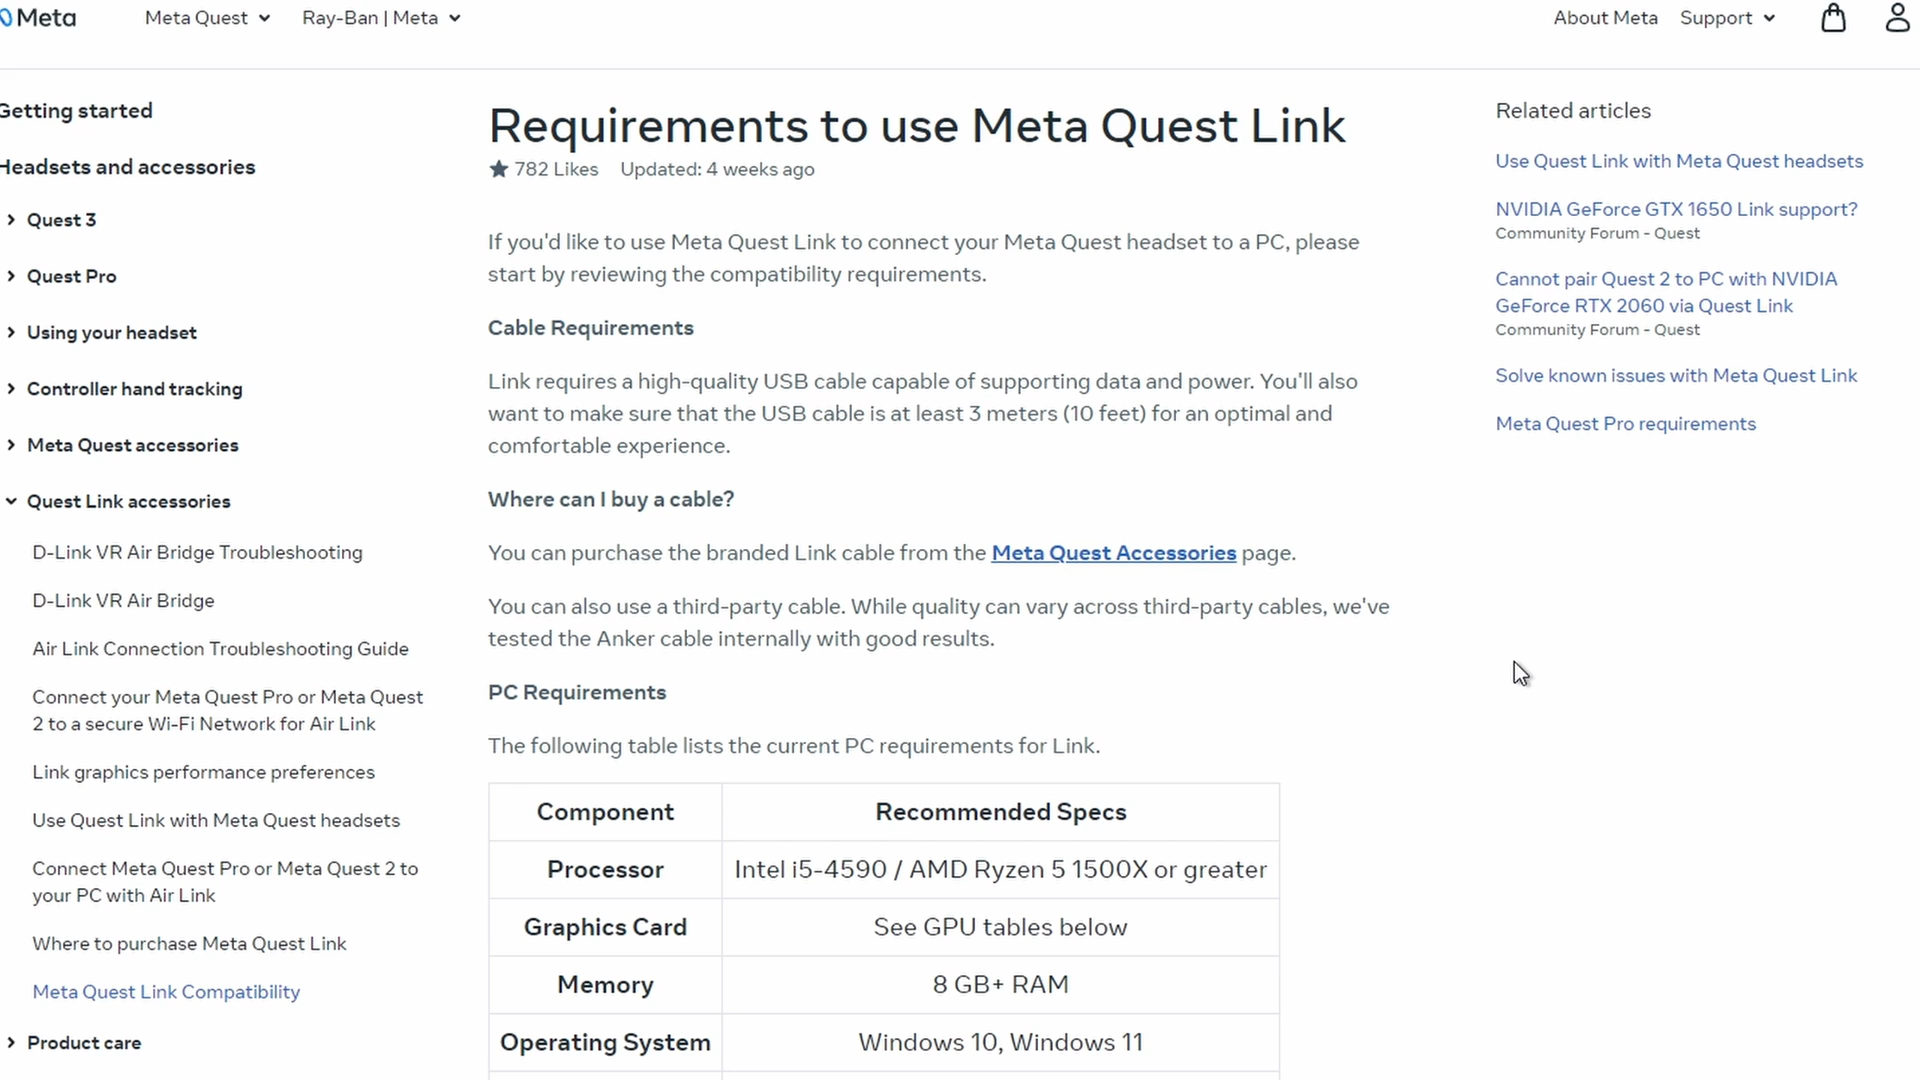 Meta
Meta Quest
Ray-Ban | Meta
About Meta
Support
Getting started
Headsets and accessories
Quest 3
Quest Pro
Using your headset
Controller hand tracking
Meta Quest accessories
Quest Link accessories
D-Link VR Air Bridge Troubleshooting
D-Link VR Air Bridge
Air Link Connection Troubleshooting Guide
Connect your Meta Quest Pro or Meta Quest
2 to a secure Wi-Fi Network for Air Link
Link graphics performance preferences
Use Quest Link with Meta Quest headsets
Connect Meta Quest Pro or Meta Quest 2 to
your PC with Air Link
Where to purchase Meta Quest Link
Meta Quest Link Compatibility
Product care
Requirements to use Meta Quest Link
782 Likes Updated: 4 weeks ago
If you'd like to use Meta Quest Link to connect your Meta Quest headset to a PC, please
start by reviewing the compatibility requirements.
Cable Requirements
Link requires a high-quality USB cable capable of supporting data and power. You'll also
want to make sure that the USB cable is at least 3 meters (10 feet) for an optimal and
comfortable experience.
Where can I buy a cable?
You can purchase the branded Link cable from the Meta Quest Accessories page.
You can also use a third-party cable. While quality can vary across third-party cables, we've
tested the Anker cable internally with good results.
PC Requirements
The following table lists the current PC requirements for Link.
Component Recommended Specs
Processor Intel i5-4590 / AMD Ryzen 5 1500X or greater
Graphics Card See GPU tables below
Memory 8 GB+ RAM
Operating System Windows 10, Windows 11
Related articles
Use Quest Link with Meta Quest headsets
NVIDIA GeForce GTX 1650 Link support?
Community Forum - Quest
Cannot pair Quest 2 to PC with NVIDIA
GeForce RTX 2060 via Quest Link
Community Forum - Quest
Solve known issues with Meta Quest Link
Meta Quest Pro requirements